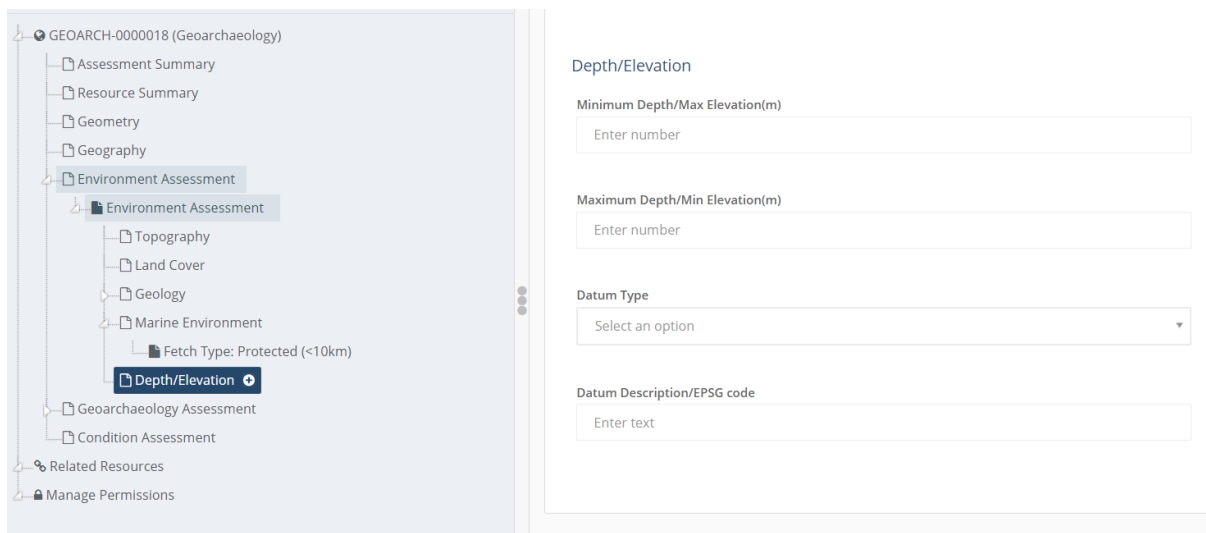 GEOARCH-0000018 (Geoarchaeology)
Assessment Summary
Resource Summary
Geometry
Geography
Environment Assessment
Environment Assessment
Topography
Land Cover
Geology
Marine Environment
Fetch Type: Protected (<10km)
Depth/Elevation
Geoarchaeology Assessment
Condition Assessment
Related Resources
Manage Permissions
Depth/Elevation
Minimum Depth/Max Elevation(m)
Enter number
Maximum Depth/Min Elevation(m)
Enter number
Datum Type
Select an option
Datum Description/EPSG code
Enter text